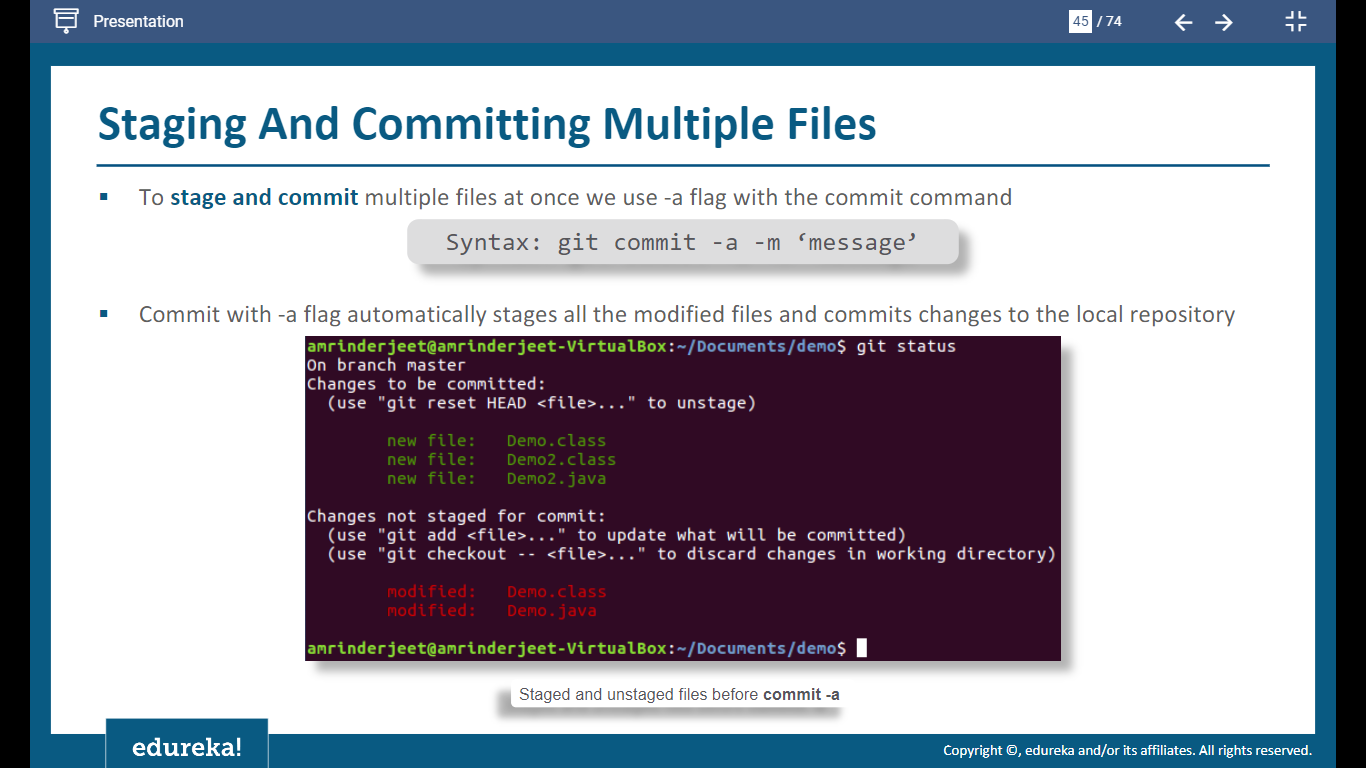 Presentation
45 / 74
Staging And Committing Multiple Files
▪ To stage and commit multiple files at once we use -a flag with the commit command
Syntax: git commit -a -m ‘message’
▪ Commit with -a flag automatically stages all the modified files and commits changes to the local repository
amrinderjeet@amrinderjeet-VirtualBox:~/Documents/demo$ git status
On branch master
Changes to be committed:
  (use "git reset HEAD <file>..." to unstage)
        new file:   Demo.class
        new file:   Demo2.class
        new file:   Demo2.java
Changes not staged for commit:
  (use "git add <file>..." to update what will be committed)
  (use "git checkout -- <file>..." to discard changes in working directory)
        modified:   Demo.class
        modified:   Demo.java
amrinderjeet@amrinderjeet-VirtualBox:~/Documents/demo$
Staged and unstaged files before commit -a
edureka!
Copyright ©, edureka and/or its affiliates. All rights reserved.